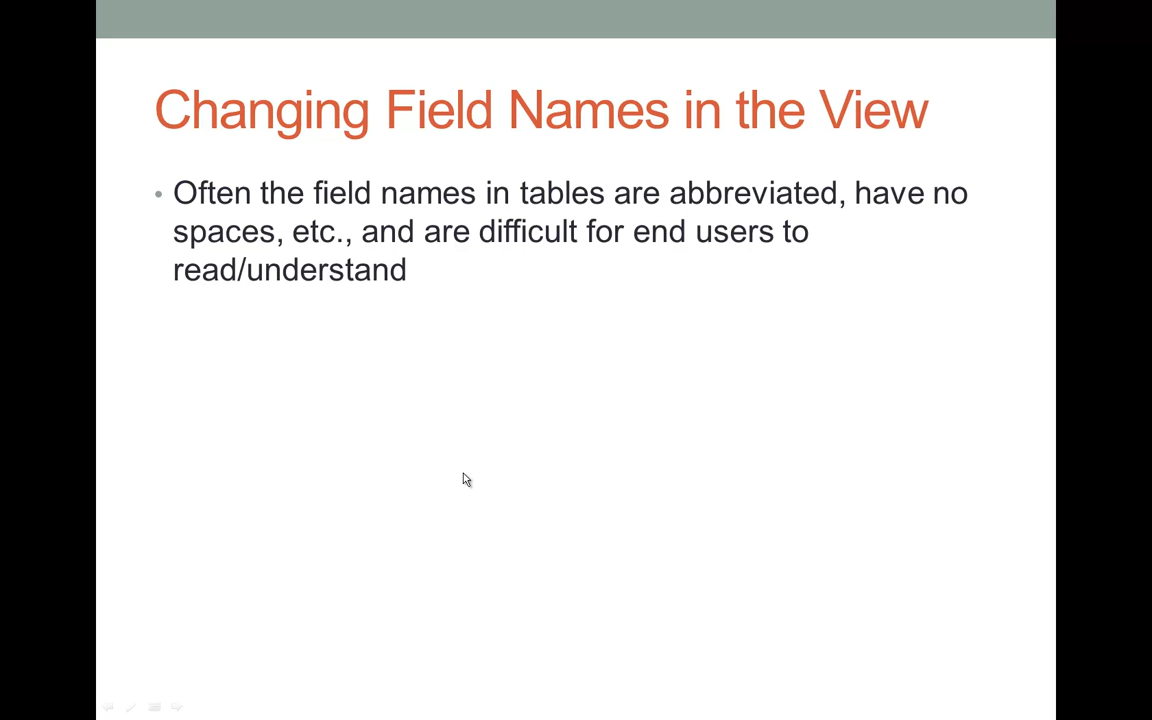 Changing Field Names in the View
• Often the field names in tables are abbreviated, have no
spaces, etc., and are difficult for end users to
read/understand